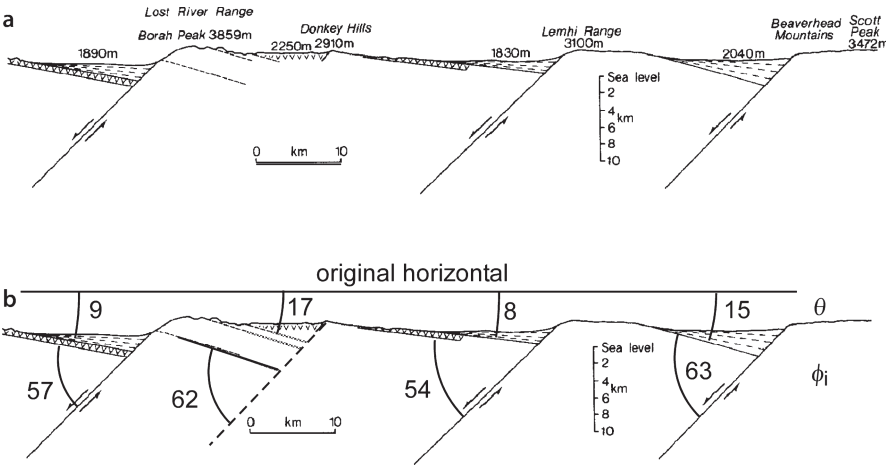 a
Lost River Range
Borah Peak 3859m
Donkey Hills
2910m
1890m
2250m
1830m
Lemhi Range
3100m
2040m
Beaverhead
Mountains
Scott
Peak
3472m
Sea level
2
4
6
8
10
km
0 km 10
original horizontal
b
9
17
8
15
θ
57
62
54
63
ϕi
Sea level
2
4
6
8
10
km
0 km 10